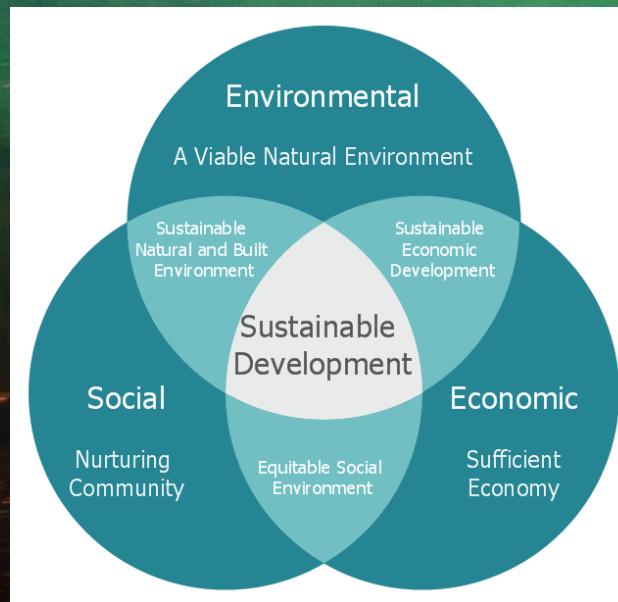 Environmental
A Viable Natural Environment
Sustainable
Natural and Built
Environment
Sustainable
Economic
Development
Sustainable
Development
Social
Nurturing
Community
Equitable Social
Environment
Economic
Sufficient
Economy